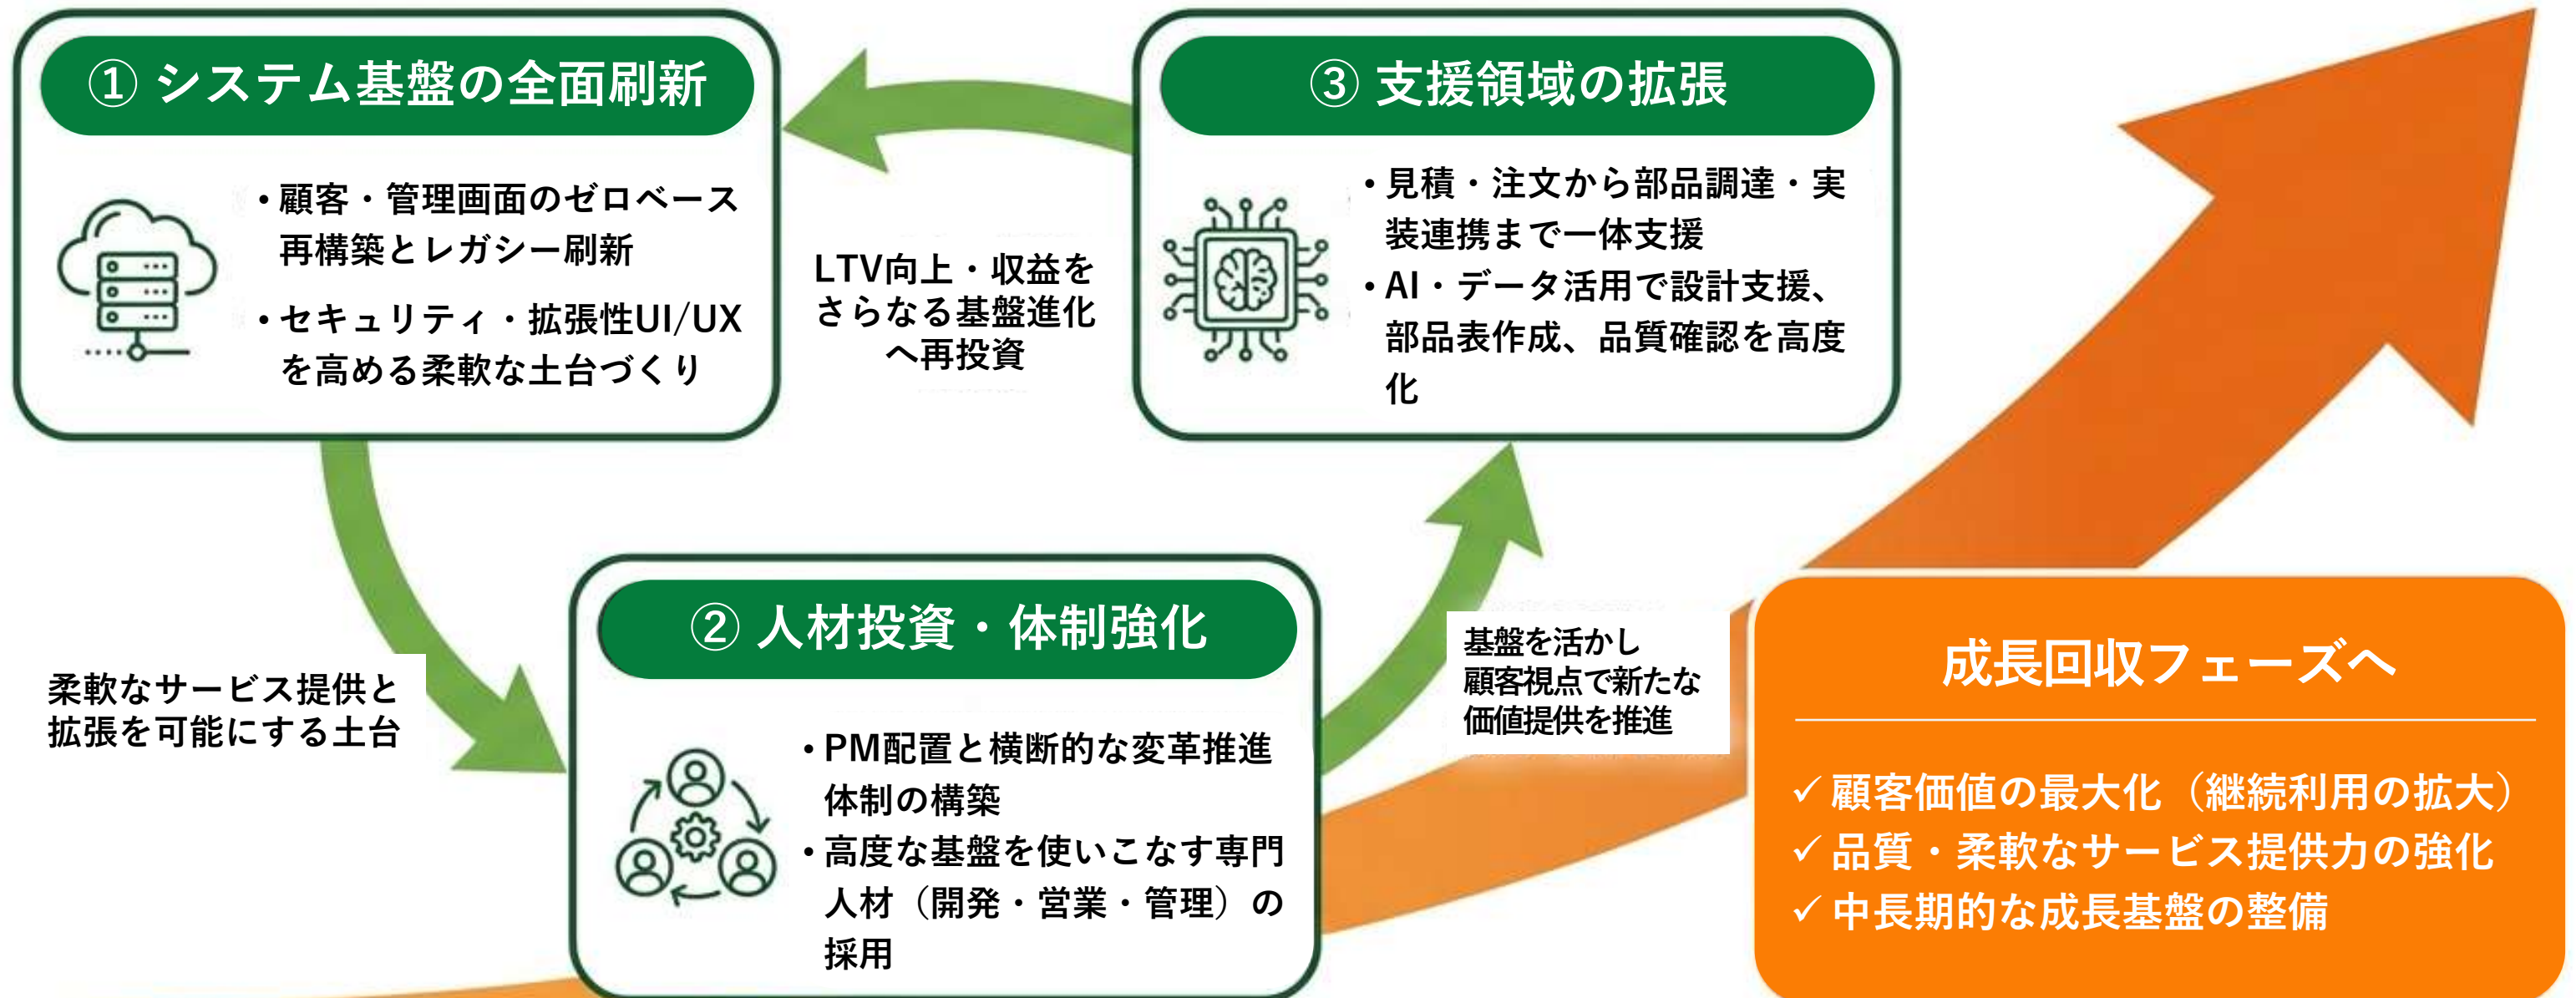 ① システム基盤の全面刷新
・顧客・管理画面のゼロベース
再構築とレガシー刷新
・セキュリティ・拡張性UI/UX
を高める柔軟な土台づくり
LTV向上・収益を
さらなる基盤進化
へ再投資
③ 支援領域の拡張
・見積・注文から部品調達・実
装連携まで一体支援
・AI・データ活用で設計支援、
部品表作成、品質確認を高度
化
柔軟なサービス提供と
拡張を可能にする土台
② 人材投資・体制強化
・PM配置と横断的な変革推進
体制の構築
・高度な基盤を使いこなす専門
人材（開発・営業・管理）の
採用
基盤を活かし
顧客視点で新たな
価値提供を推進
成長回収フェーズへ
✓ 顧客価値の最大化（継続利用の拡大）
✓ 品質・柔軟なサービス提供力の強化
✓ 中長期的な成長基盤の整備